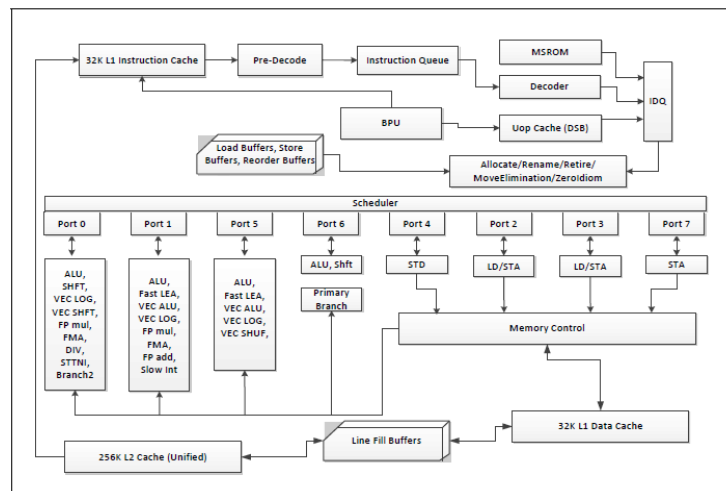 32K L1 Instruction Cache
Pre-Decode
Instruction Queue
MSROM
Decoder
IDQ
BPU
Uop Cache (DSB)
Load Buffers, Store
Buffers, Reorder Buffers
Allocate/Rename/Retire/
MoveElimination/ZeroIdiom
Scheduler
Port 0
Port 1
Port 5
Port 6
Port 4
Port 2
Port 3
Port 7
ALU,
SHFT,
VEC LOG,
VEC SHFT,
FP mul,
FMA,
DIV,
STTNI,
Branch2
ALU,
Fast LEA,
VEC ALU,
VEC LOG,
FP mul,
FMA,
FP add,
Slow Int
ALU,
Fast LEA,
VEC ALU,
VEC LOG,
VEC SHUF,
ALU, Shft
Primary
Branch
STD
LD/STA
LD/STA
STA
Memory Control
32K L1 Data Cache
Line Fill Buffers
256K L2 Cache (Unified)